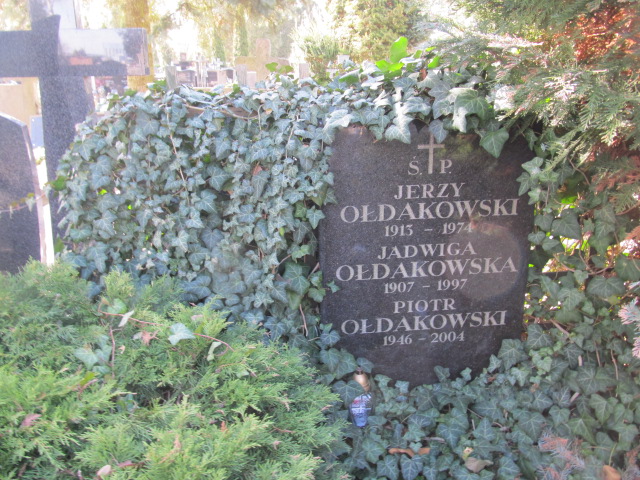 Ś P.
JERZY
OŁDAKOWSKI
1913 - 1974
JADWIGA
OŁDAKOWSKA
1907 - 1997
PIOTR
OŁDAKOWSKI
1946 - 2004